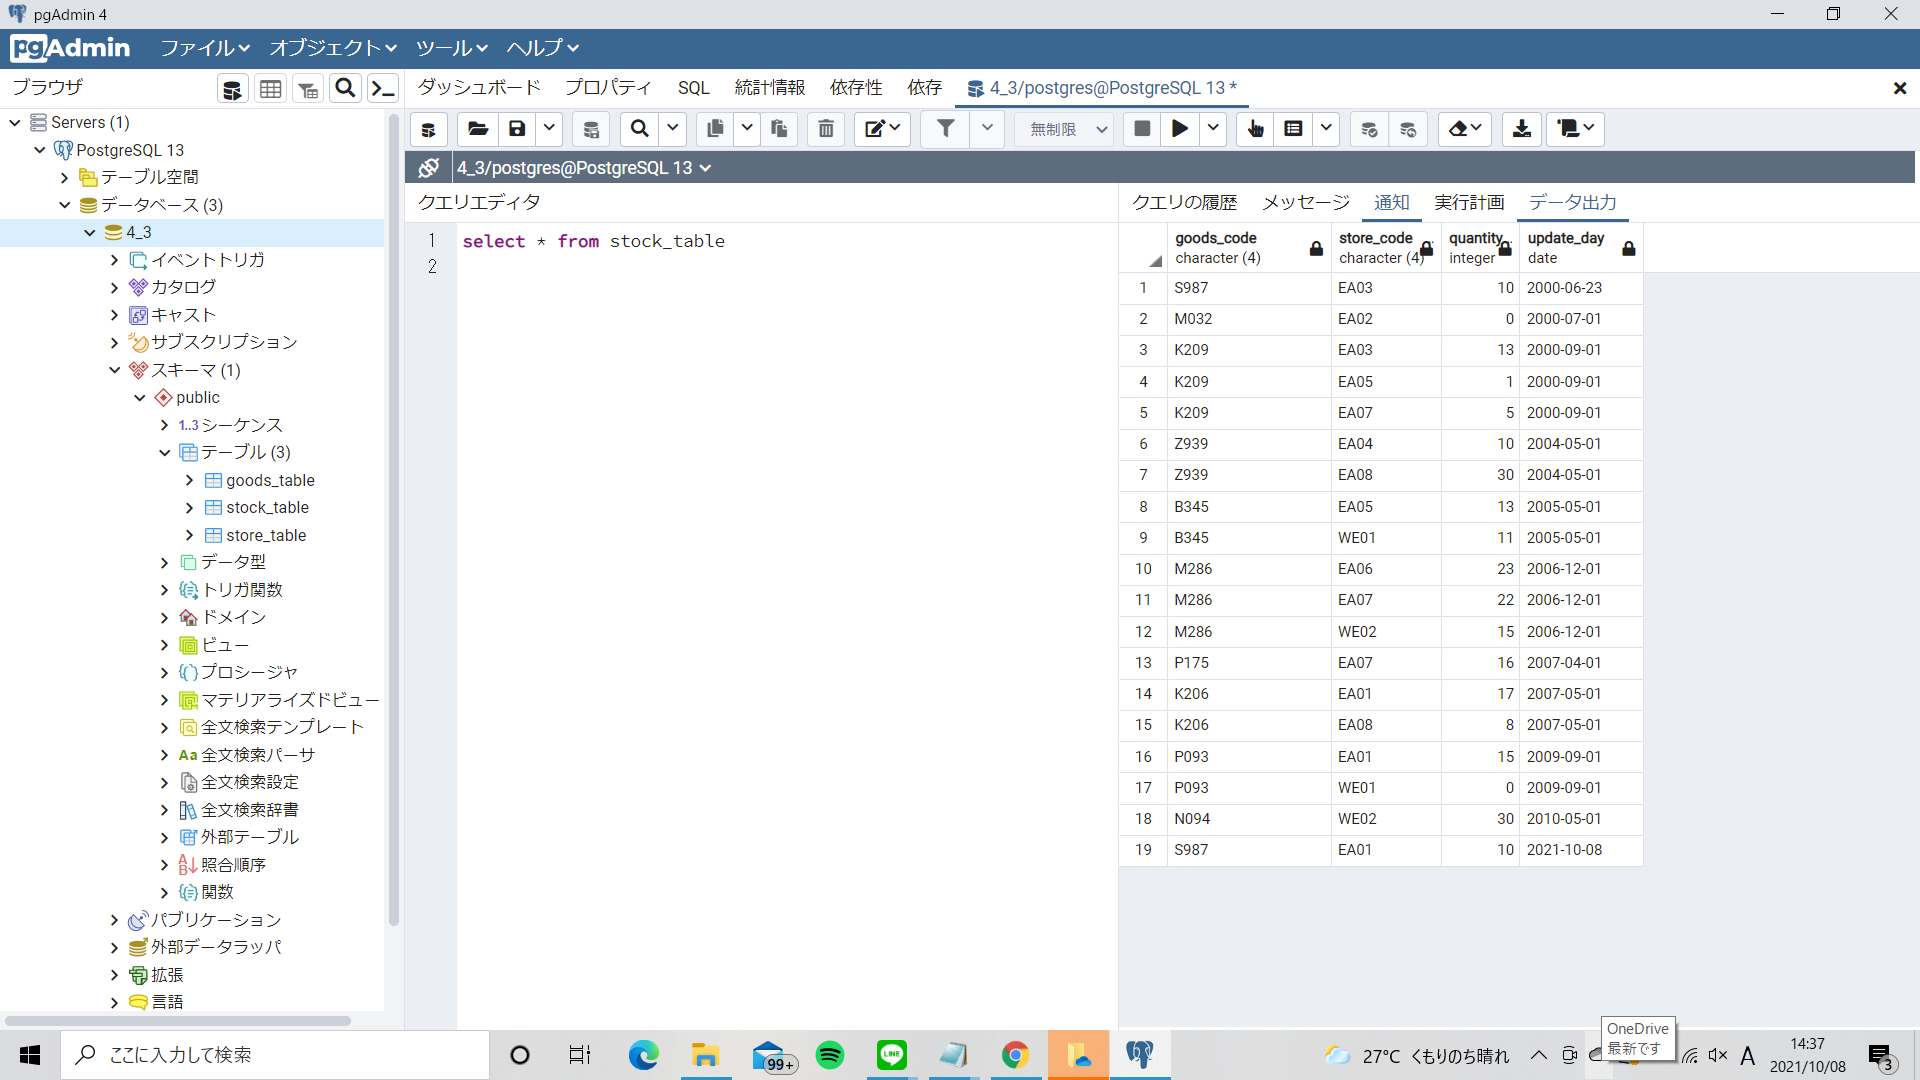 pgAdmin 4
pgAdmin ファイル オブジェクト ツール ヘルプ
ブラウザ
ダッシュボード プロパティ SQL 統計情報 依存性 依存 4_3/postgres@PostgreSQL 13 *
無制限
4_3/postgres@PostgreSQL 13
Servers (1)
PostgreSQL 13
テーブル空間
データベース (3)
4_3
イベントトリガ
カタログ
キャスト
サブスクリプション
スキーマ (1)
public
1..3 シーケンス
テーブル (3)
goods_table
stock_table
store_table
データ型
トリガ関数
ドメイン
ビュー
プロシージャ
マテリアライズドビュー
全文検索テンプレート
Aa 全文検索パーサ
全文検索設定
全文検索辞書
外部テーブル
照合順序
関数
パブリケーション
外部データラッパ
拡張
言語
クエリエディタ
1 select * from stock_table
2
クエリの履歴 メッセージ 通知 実行計画 データ出力
goods_code store_code quantity update_day
character (4) character (4) integer date
1 S987 EA03 10 2000-06-23
2 M032 EA02 0 2000-07-01
3 K209 EA03 13 2000-09-01
4 K209 EA05 1 2000-09-01
5 K209 EA07 5 2000-09-01
6 Z939 EA04 10 2004-05-01
7 Z939 EA08 30 2004-05-01
8 B345 EA05 13 2005-05-01
9 B345 WE01 11 2005-05-01
10 M286 EA06 23 2006-12-01
11 M286 EA07 22 2006-12-01
12 M286 WE02 15 2006-12-01
13 P175 EA07 16 2007-04-01
14 K206 EA01 17 2007-05-01
15 K206 EA08 8 2007-05-01
16 P093 EA01 15 2009-09-01
17 P093 WE01 0 2009-09-01
18 N094 WE02 30 2010-05-01
19 S987 EA01 10 2021-10-08
OneDrive
最新です
ここに入力して検索
99+
LINE
27°C くもりのち晴れ
A
14:37
2021/10/08
3